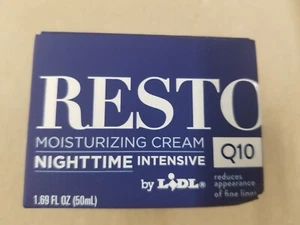 RESTO
MOISTURIZING CREAM
NIGHTTIME INTENSIVE
by LiDL®
Q10
reduces
appearance
of fine lines
1.69 FL OZ (50mL)